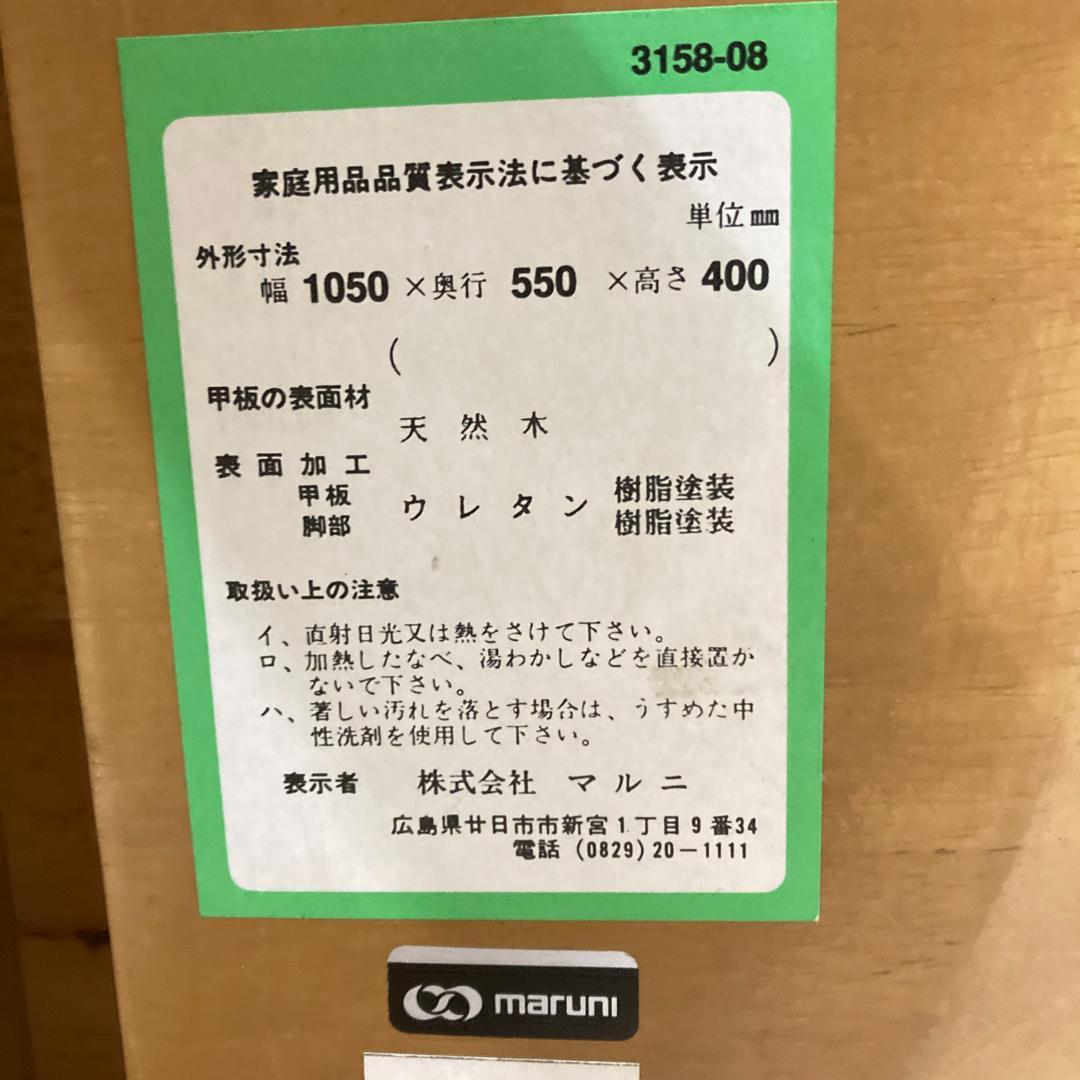 3158-08
家庭用品品質表示法に基づく表示
単位㎜
外形寸法
幅 1050 ×奥行 550 ×高さ 400
( )
甲板の表面材
天然木
表面加工
甲板 ウレタン 樹脂塗装
脚部 樹脂塗装
取扱い上の注意
イ、直射日光又は熱をさけて下さい。
ロ、加熱したなべ、湯わかしなどを直接置か
ないで下さい。
ハ、著しい汚れを落とす場合は、うすめた中
性洗剤を使用して下さい。
表示者 株式会社 マルニ
広島県廿日市市新宮1丁目9番34
電話 (0829)20-1111
maruni